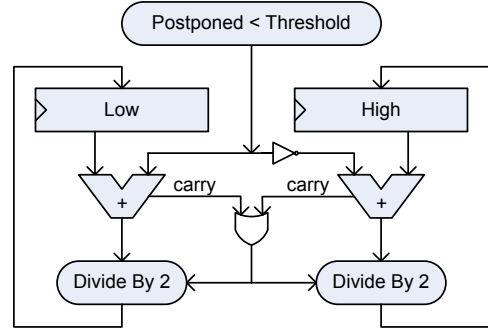 Postponed < Threshold
Low
High
carry
carry
+
+
Divide By 2
Divide By 2